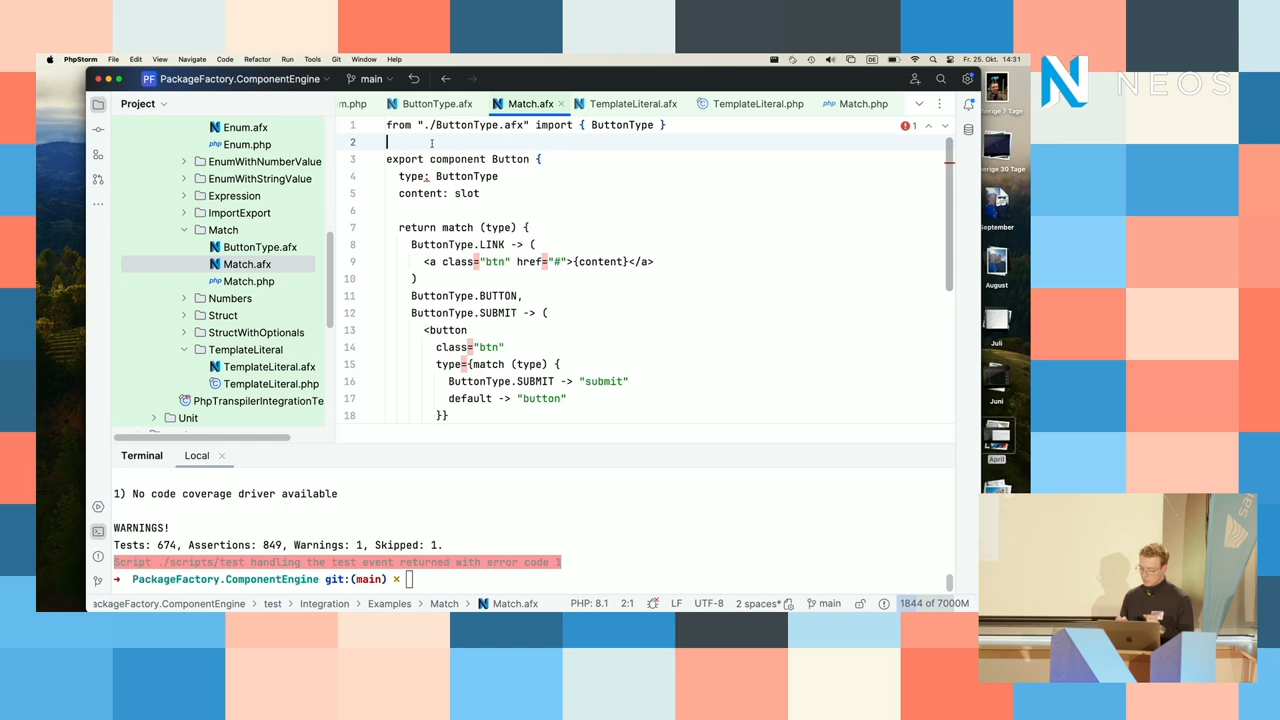 PhpStorm File Edit View Navigate Code Refactor Run Tools Git Window Help
DE Fr. 25. Okt. 14:31
PF PackageFactory.ComponentEngine main
NEOS
Project
m.php ButtonType.afx Match.afx TemplateLiteral.afx TemplateLiteral.php Match.php
Enum.afx
Enum.php
EnumWithNumberValue
EnumWithStringValue
Expression
ImportExport
Match
ButtonType.afx
Match.afx
Match.php
Numbers
Struct
StructWithOptionals
TemplateLiteral
TemplateLiteral.afx
TemplateLiteral.php
PhpTranspilerIntegratonTe
Unit
1 from "./ButtonType.afx" import { ButtonType }
1
2
3 export component Button {
4 type: ButtonType
5 content: slot
6
7 return match (type) {
8 ButtonType.LINK -> (
9 <a class="btn" href="#">{content}</a>
10 )
11 ButtonType.BUTTON,
12 ButtonType.SUBMIT -> (
13 <button
14 class="btn"
15 type={match (type) {
16 ButtonType.SUBMIT -> "submit"
17 default -> "button"
18 }}
Terminal Local
1) No code coverage driver available
WARNINGS!
Tests: 674, Assertions: 849, Warnings: 1, Skipped: 1.
Script ./scripts/test handling the test event returned with error code 1
→ PackageFactory.ComponentEngine git:(main) ×
ackageFactory.ComponentEngine > test > Integration > Examples > Match > Match.afx PHP: 8.1 2:1 LF UTF-8 2 spaces* main 1844 of 7000M
herige 7 Tage
rige 30 Tage
September
August
Juli
Juni
April